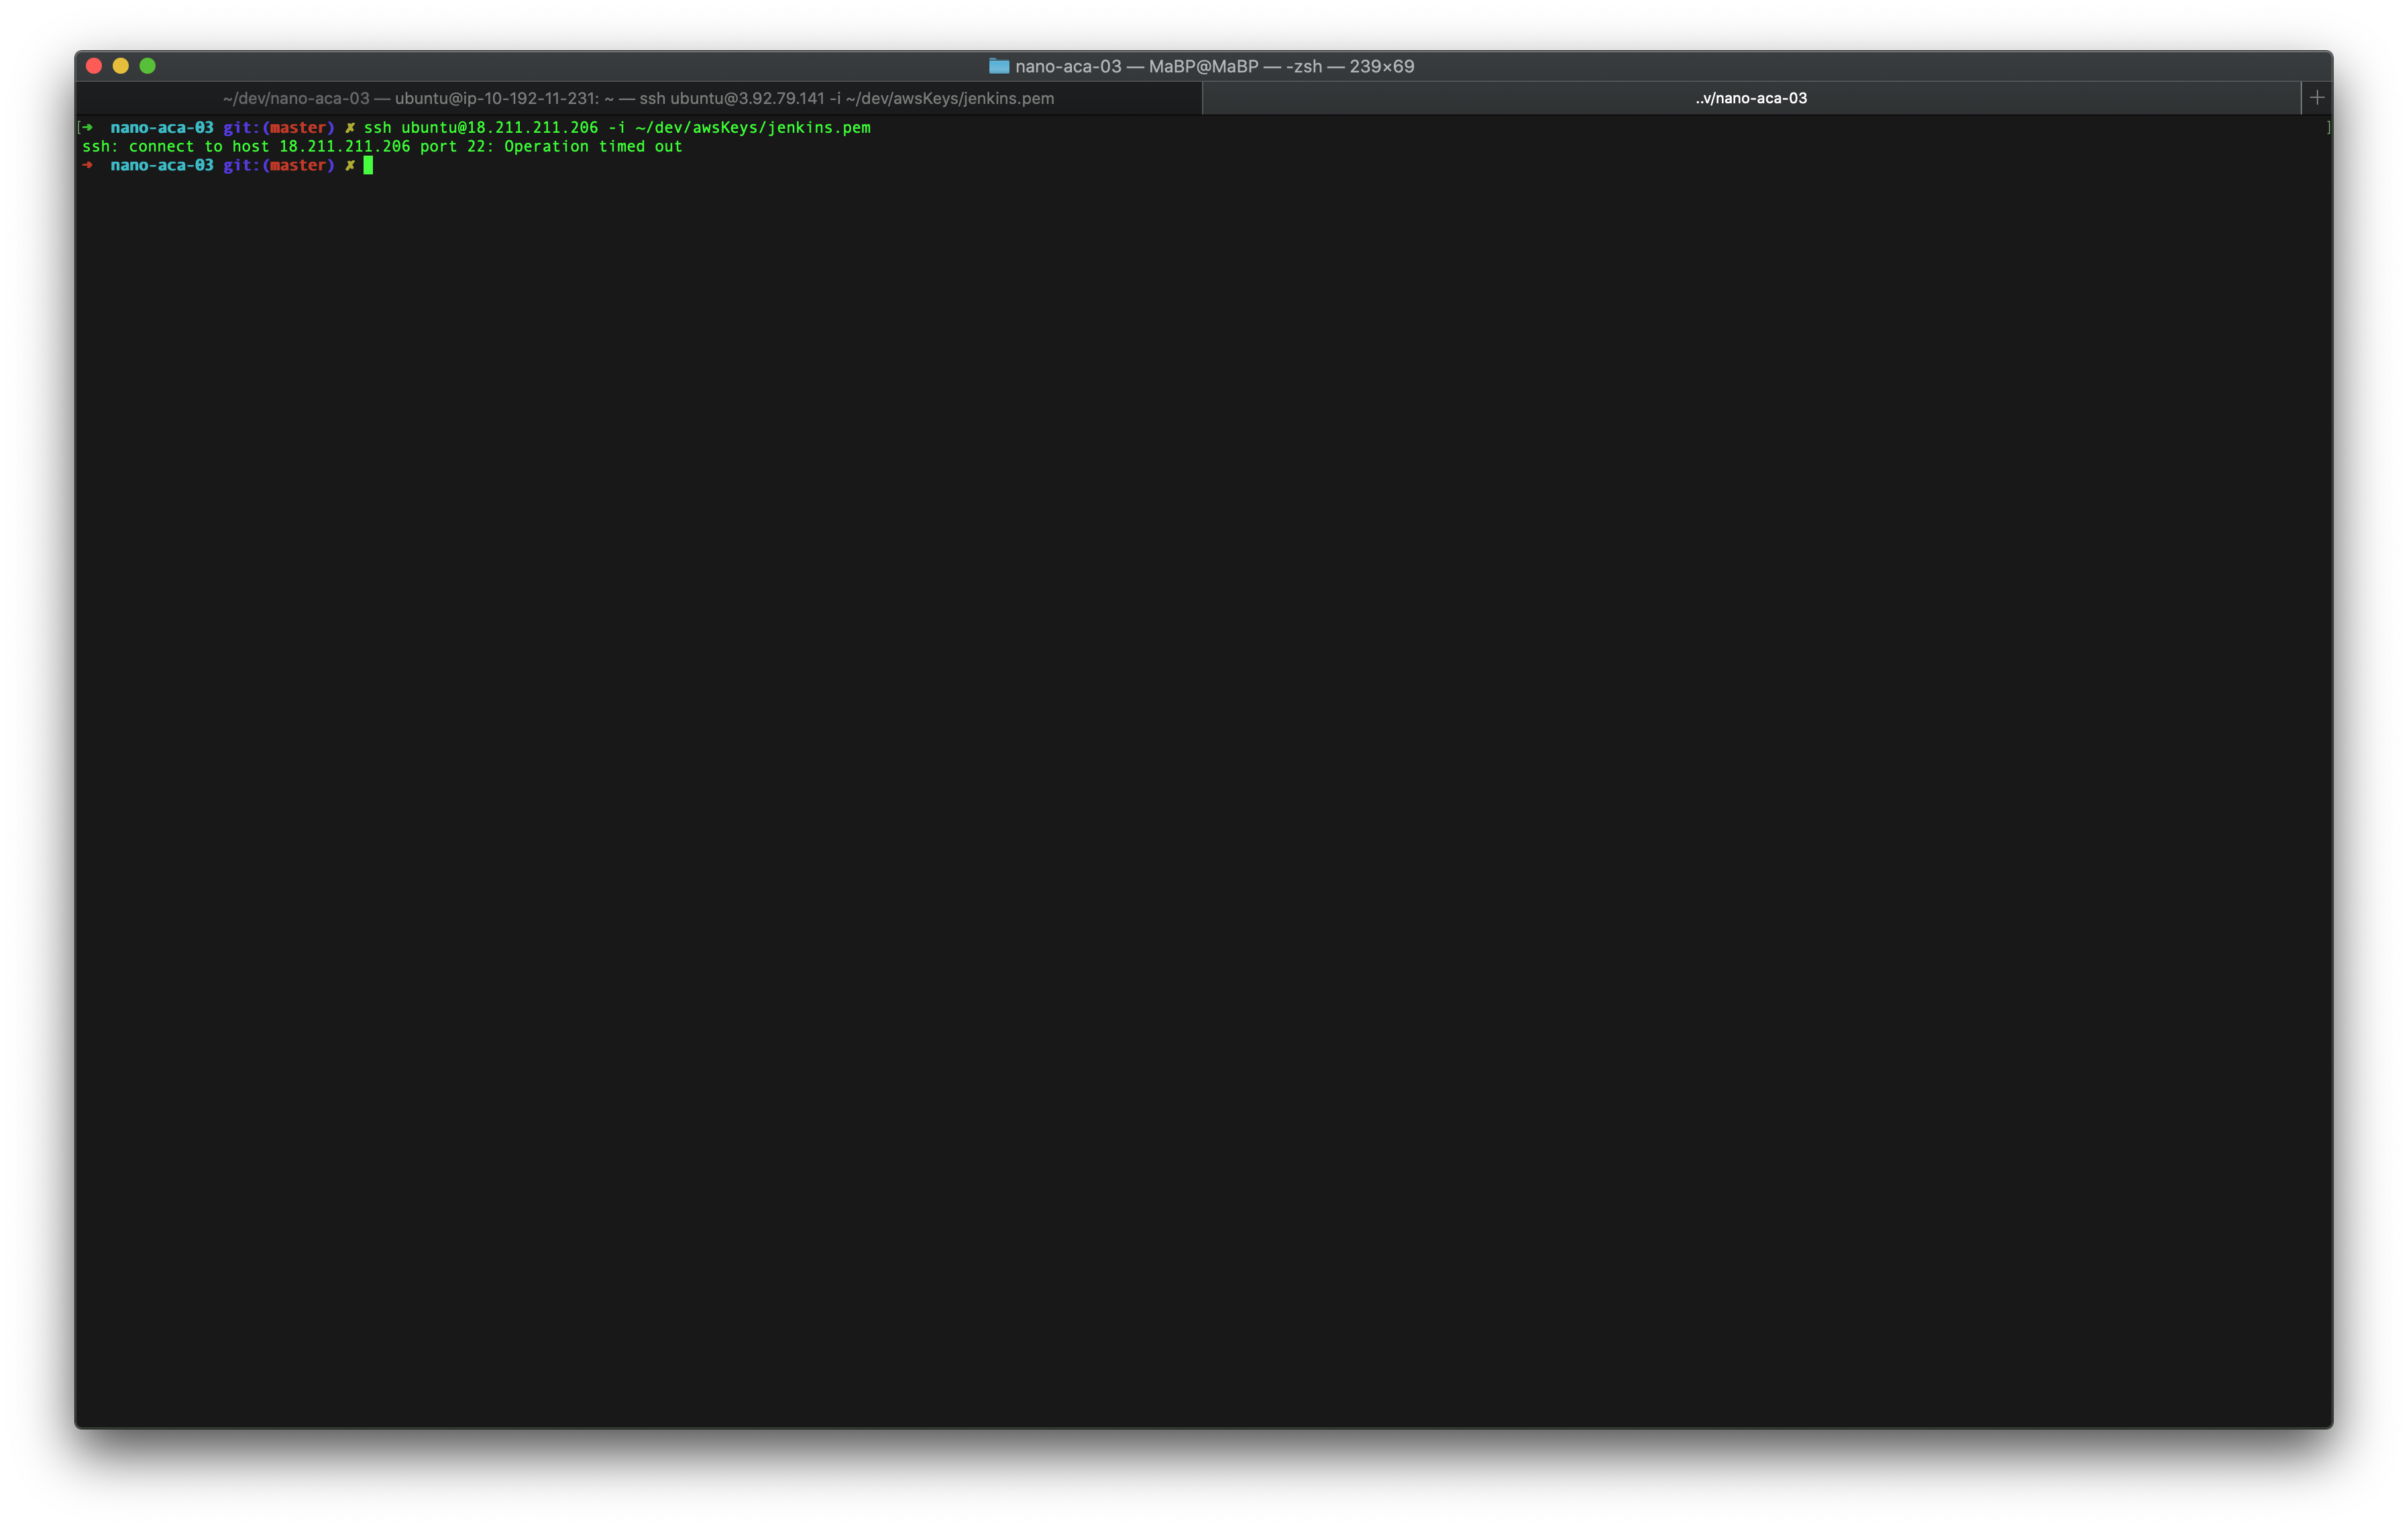 nano-aca-03 — MaBP@MaBP — -zsh — 239×69
~/dev/nano-aca-03 — ubuntu@ip-10-192-11-231: ~ — ssh ubuntu@3.92.79.141 -i ~/dev/awsKeys/jenkins.pem
..v/nano-aca-03
[➜  nano-aca-03 git:(master) ✗ ssh ubuntu@18.211.211.206 -i ~/dev/awsKeys/jenkins.pem ]
ssh: connect to host 18.211.211.206 port 22: Operation timed out
➜  nano-aca-03 git:(master) ✗